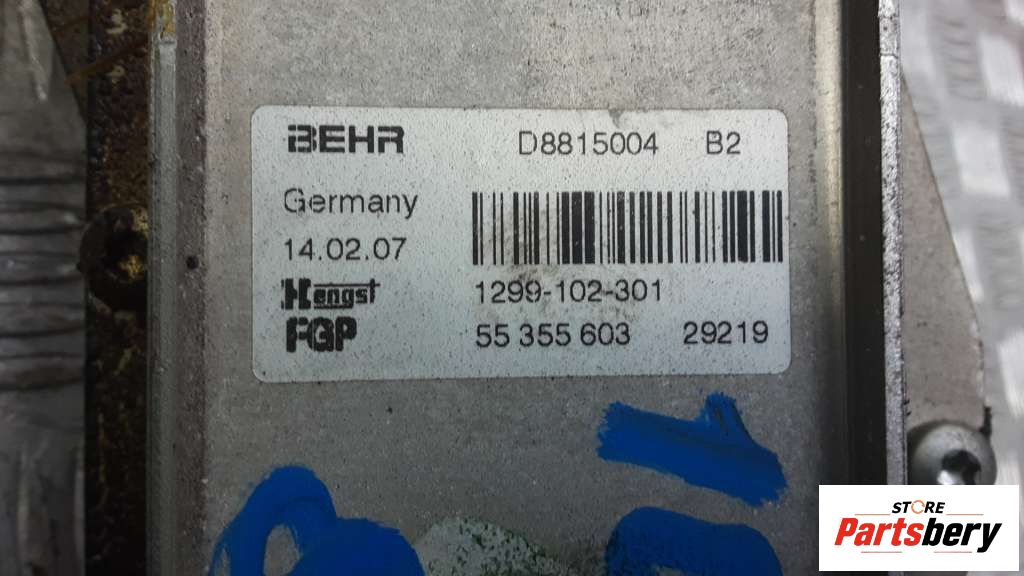 BEHR D8815004 B2
Germany
14.02.07
Hengst 1299-102-301
FGP 55 355 603 29219
STORE
Partsbery